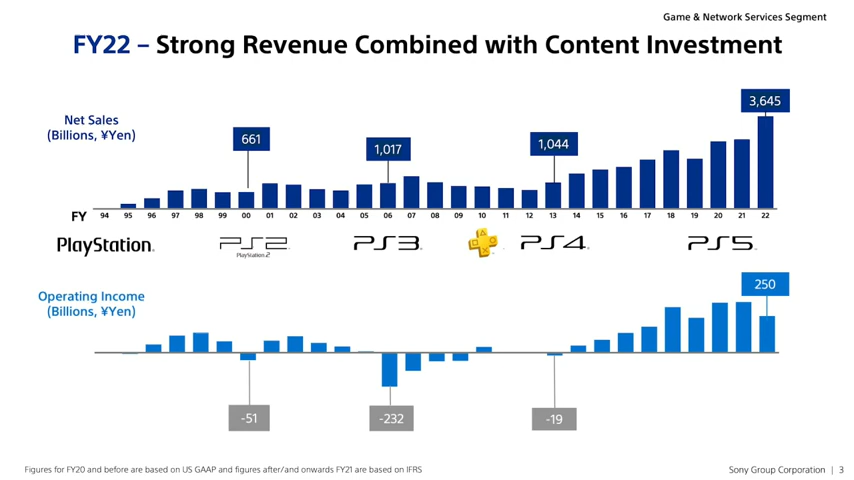 Game & Network Services Segment
FY22 – Strong Revenue Combined with Content Investment
Net Sales
(Billions, ¥Yen)
661
1,017
1,044
3,645
FY 94 95 96 97 98 99 00 01 02 03 04 05 06 07 08 09 10 11 12 13 14 15 16 17 18 19 20 21 22
PlayStation.
PS2
PlayStation.2
PS3
PS4
PS5
Operating Income
(Billions, ¥Yen)
250
-51
-232
-19
Figures for FY20 and before are based on US GAAP and figures after/and onwards FY21 are based on IFRS
Sony Group Corporation | 3